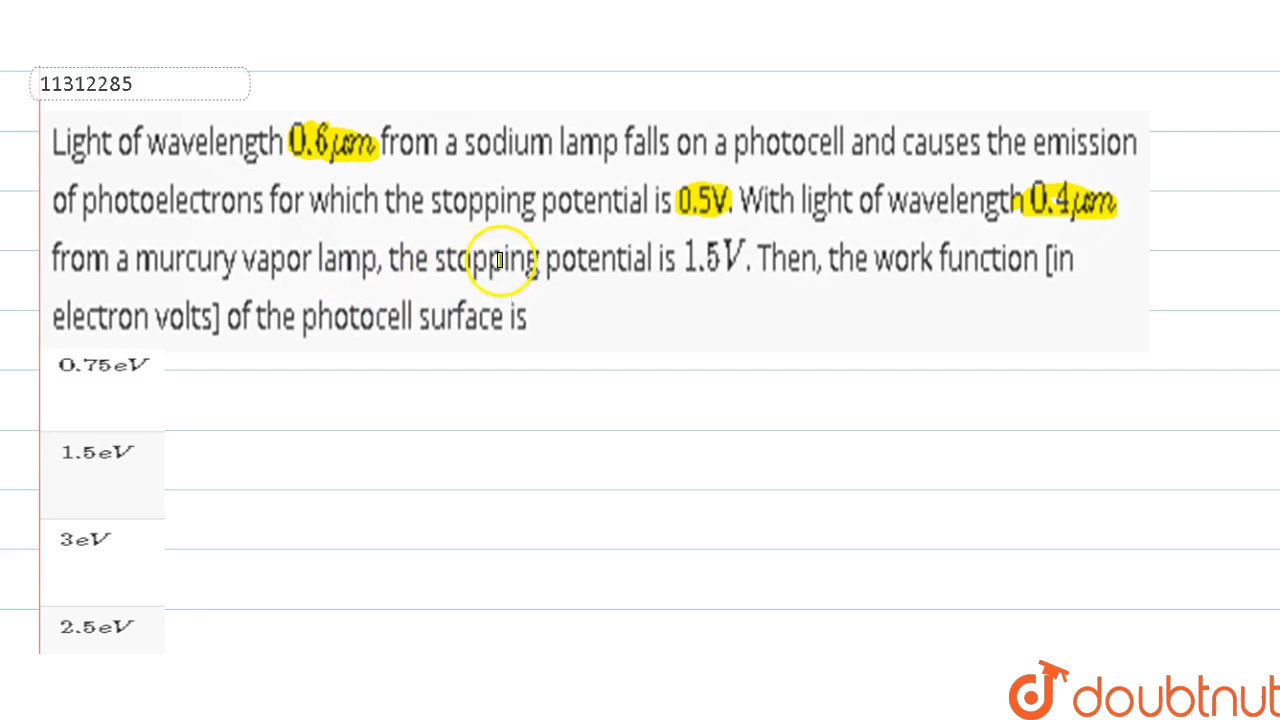 11312285
Light of wavelength 0.6μm from a sodium lamp falls on a photocell and causes the emission
of photoelectrons for which the stopping potential is 0.5V. With light of wavelength 0.4μm
from a murcury vapor lamp, the stopping potential is 1.5V. Then, the work function [in
electron volts] of the photocell surface is
0.75eV
1.5eV
3eV
2.5eV
doubtnut